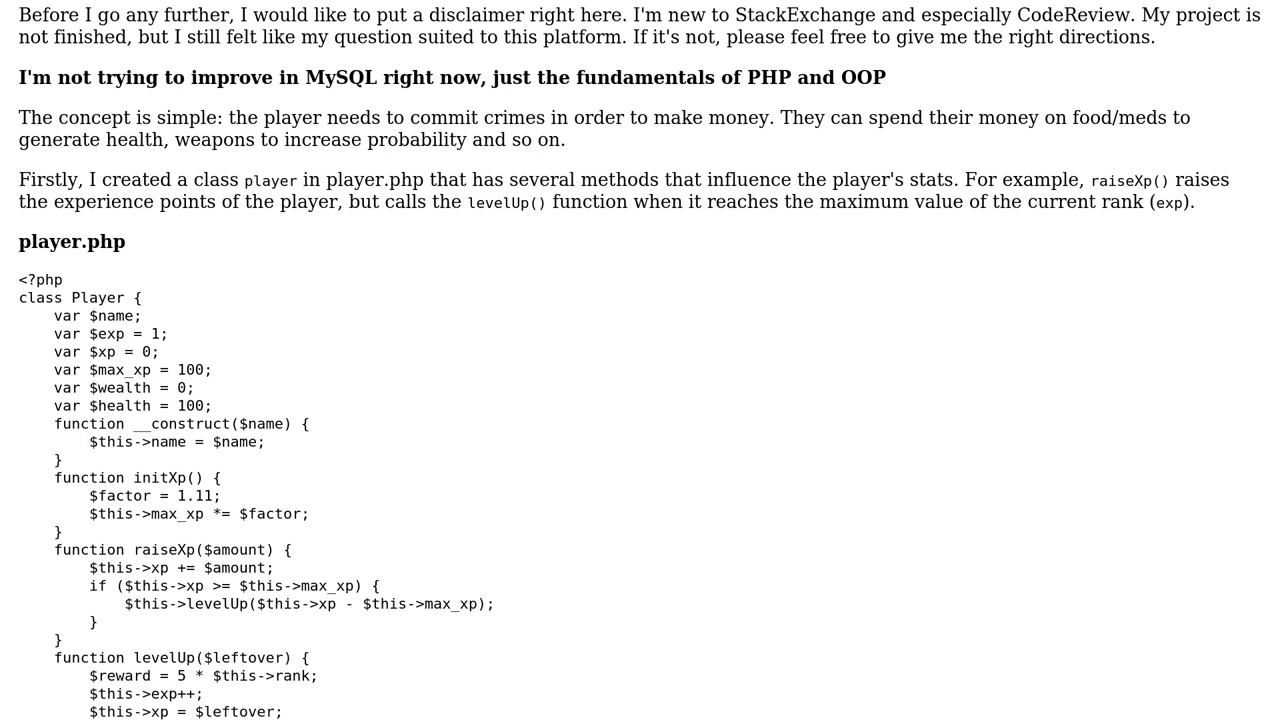 Before I go any further, I would like to put a disclaimer right here. I'm new to StackExchange and especially CodeReview. My project is
not finished, but I still felt like my question suited to this platform. If it's not, please feel free to give me the right directions.
I'm not trying to improve in MySQL right now, just the fundamentals of PHP and OOP
The concept is simple: the player needs to commit crimes in order to make money. They can spend their money on food/meds to
generate health, weapons to increase probability and so on.
Firstly, I created a class player in player.php that has several methods that influence the player's stats. For example, raiseXp() raises
the experience points of the player, but calls the levelUp() function when it reaches the maximum value of the current rank (exp).
player.php
<?php
class Player {
    var $name;
    var $exp = 1;
    var $xp = 0;
    var $max_xp = 100;
    var $wealth = 0;
    var $health = 100;
    function __construct($name) {
        $this->name = $name;
    }
    function initXp() {
        $factor = 1.11;
        $this->max_xp *= $factor;
    }
    function raiseXp($amount) {
        $this->xp += $amount;
        if ($this->xp >= $this->max_xp) {
            $this->levelUp($this->xp - $this->max_xp);
        }
    }
    function levelUp($leftover) {
        $reward = 5 * $this->rank;
        $this->exp++;
        $this->xp = $leftover;